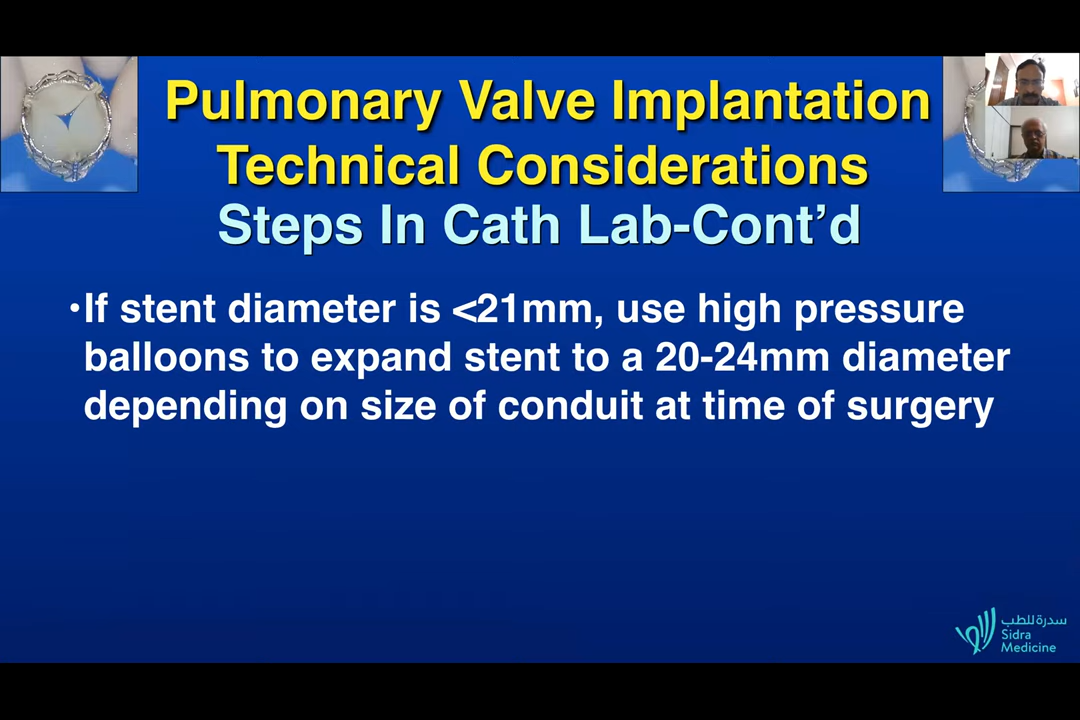 Pulmonary Valve Implantation
Technical Considerations
Steps In Cath Lab-Cont’d
•If stent diameter is <21mm, use high pressure
balloons to expand stent to a 20-24mm diameter
depending on size of conduit at time of surgery
سدرة للطب
Sidra
Medicine